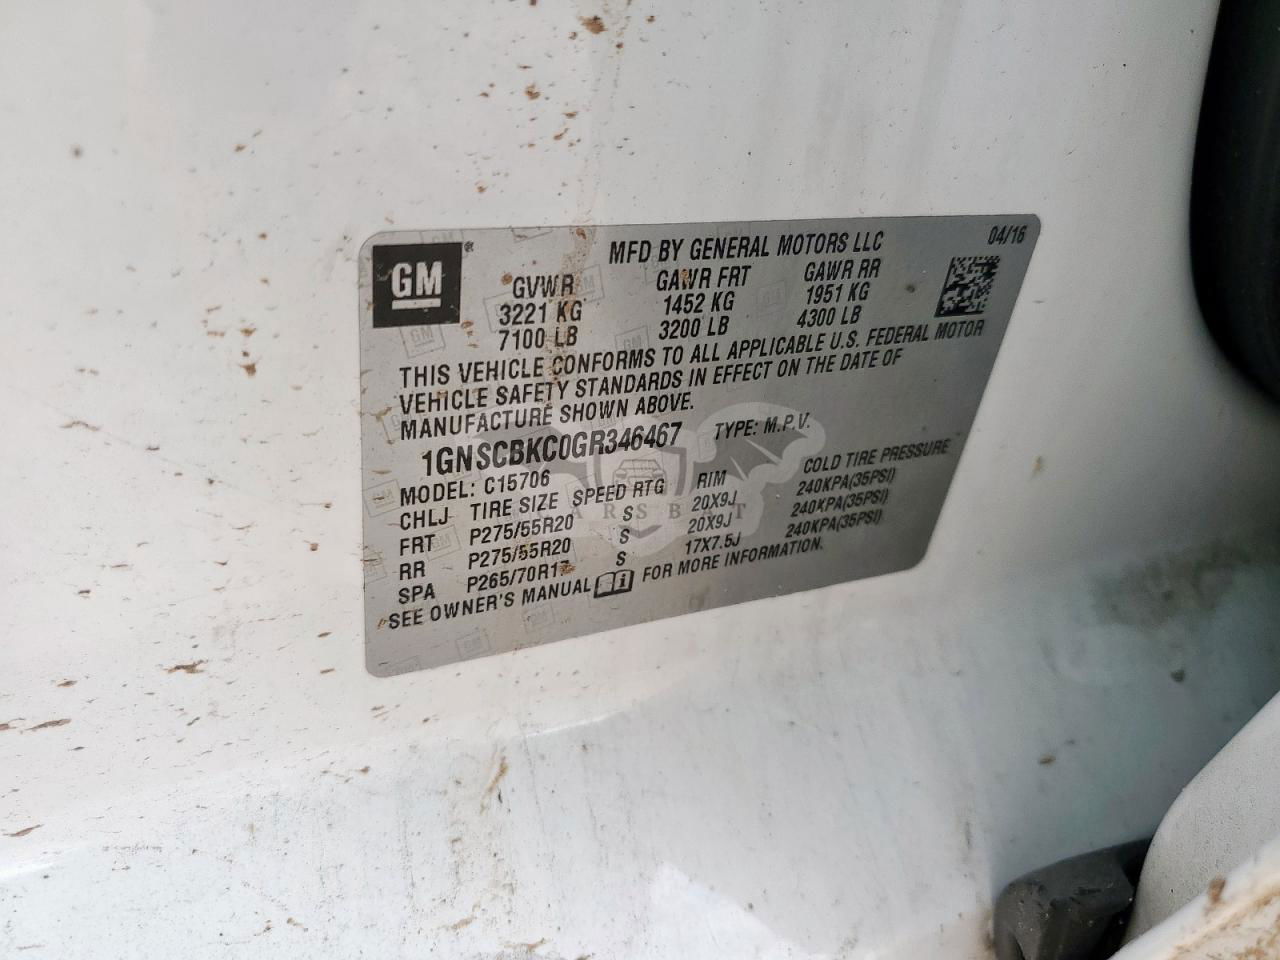 GM®
MFD BY GENERAL MOTORS LLC
04/16
GVWR GAWR FRT GAWR RR
3221 KG 1452 KG 1951 KG
7100 LB 3200 LB 4300 LB
THIS VEHICLE CONFORMS TO ALL APPLICABLE U.S. FEDERAL MOTOR
VEHICLE SAFETY STANDARDS IN EFFECT ON THE DATE OF
MANUFACTURE SHOWN ABOVE.
1GNSCBKC0GR346467 TYPE: M.P.V.
MODEL: C15706
CHLJ TIRE SIZE SPEED RTG RIM COLD TIRE PRESSURE
FRT P275/55R20 S 20X9J 240KPA(35PSI)
RR P275/55R20 S 20X9J 240KPA(35PSI)
SPA P265/70R17 S 17X7.5J 240KPA(35PSI)
SEE OWNER'S MANUAL FOR MORE INFORMATION.
CARSBAT